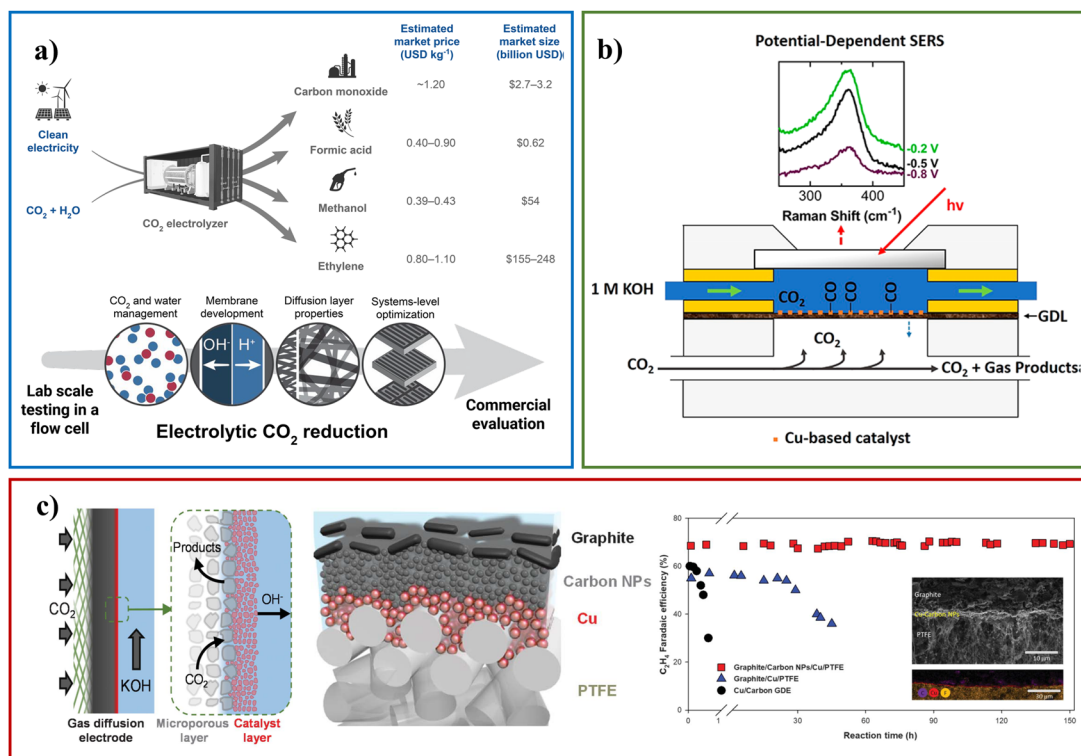 a)
Estimated market price (USD kg⁻¹)
Estimated market size (billion USD)
Clean electricity
CO₂ + H₂O
CO₂ electrolyzer
Carbon monoxide ~1.20 $2.7–3.2
Formic acid 0.40–0.90 $0.62
Methanol 0.39–0.43 $54
Ethylene 0.80–1.10 $155–248
CO₂ and water management
Membrane development
Diffusion layer properties
Systems-level optimization
OH⁻ H⁺
Lab scale testing in a flow cell
Electrolytic CO₂ reduction
Commercial evaluation
b)
Potential-Dependent SERS
-0.2 V
-0.5 V
-0.8 V
300 400
Raman Shift (cm⁻¹)
hν
1 M KOH
CO₂ CO CO CO
GDL
CO₂
CO₂
CO₂ + Gas Products
Cu-based catalyst
c)
CO₂
KOH
Products
OH⁻
CO₂
Gas diffusion electrode
Microporous layer
Catalyst layer
Graphite
Carbon NPs
Cu
PTFE
C₂H₄ Faradaic efficiency (%)
80
60
40
20
0
0 1 30 60 90 120 150
Reaction time (h)
Graphite/Carbon NPs/Cu/PTFE
Graphite/Cu/PTFE
Cu/Carbon GDE
Graphite
Cu/Carbon NPs
PTFE
10 μm
20 μm